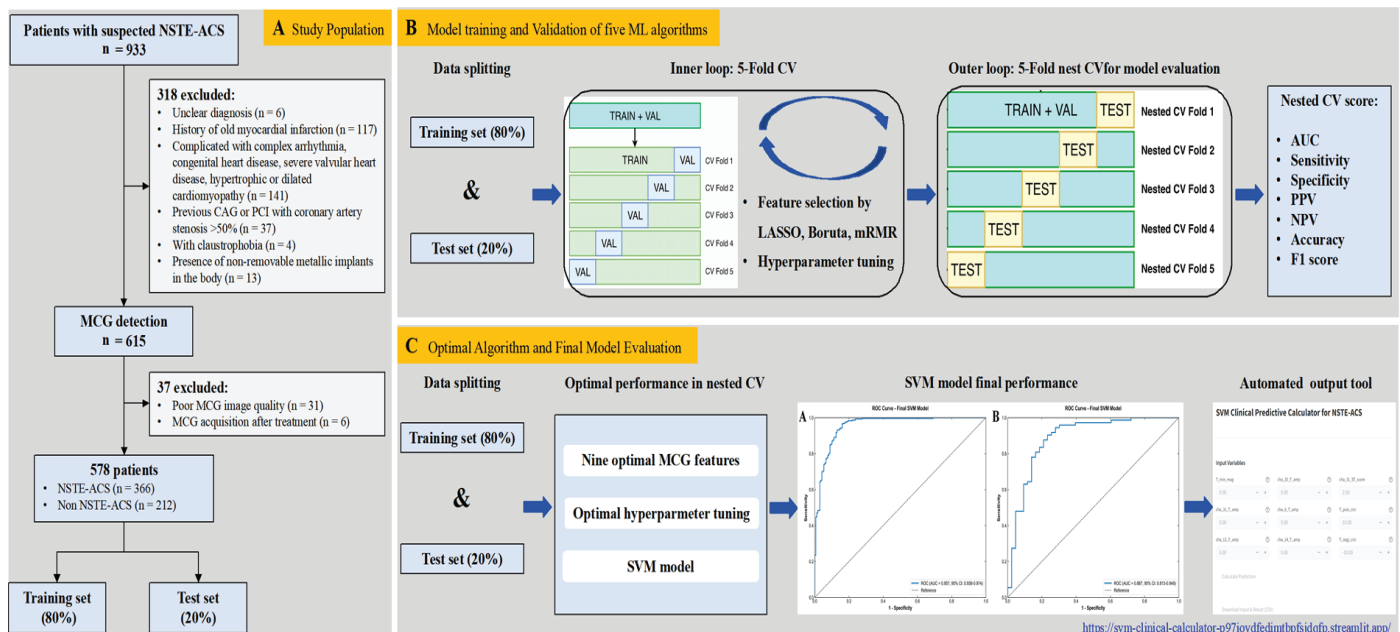 A Study Population
Patients with suspected NSTE-ACS
n = 933
318 excluded:
• Unclear diagnosis (n = 6)
• History of old myocardial infarction (n = 117)
• Complicated with complex arrhythmia,
congenital heart disease, severe valvular heart
disease, hypertrophic or dilated
cardiomyopathy (n = 141)
• Previous CAG or PCI with coronary artery
stenosis >50% (n = 37)
• With claustrophobia (n = 4)
• Presence of non-removable metallic implants
in the body (n = 13)
MCG detection
n = 615
37 excluded:
• Poor MCG image quality (n = 31)
• MCG acquisition after treatment (n = 6)
578 patients
• NSTE-ACS (n = 366)
• Non NSTE-ACS (n = 212)
Training set
(80%)
Test set
(20%)
B Model training and Validation of five ML algorithms
Data splitting
Training set (80%)
&
Test set (20%)
Inner loop: 5-Fold CV
TRAIN + VAL
TRAIN
VAL
CV Fold 1
VAL
CV Fold 2
VAL
CV Fold 3
VAL
CV Fold 4
VAL
CV Fold 5
• Feature selection by
LASSO, Boruta, mRMR
• Hyperparameter tuning
Outer loop: 5-Fold nest CVfor model evaluation
TRAIN + VAL
TEST
Nested CV Fold 1
TEST
Nested CV Fold 2
TEST
Nested CV Fold 3
TEST
Nested CV Fold 4
TEST
Nested CV Fold 5
Nested CV score:
• AUC
• Sensitivity
• Specificity
• PPV
• NPV
• Accuracy
• F1 score
C Optimal Algorithm and Final Model Evaluation
Data splitting
Training set (80%)
&
Test set (20%)
Optimal performance in nested CV
Nine optimal MCG features
Optimal hyperparmeter tuning
SVM model
SVM model final performance
A
ROC Curve - Final SVM Model
Sensitivity
1 - Specificity
Reference
B
ROC Curve - Final SVM Model
Sensitivity
1 - Specificity
Reference
Automated output tool
SVM Clinical Predictive Calculator for NSTE-ACS
Input Variables
Calculate Prediction